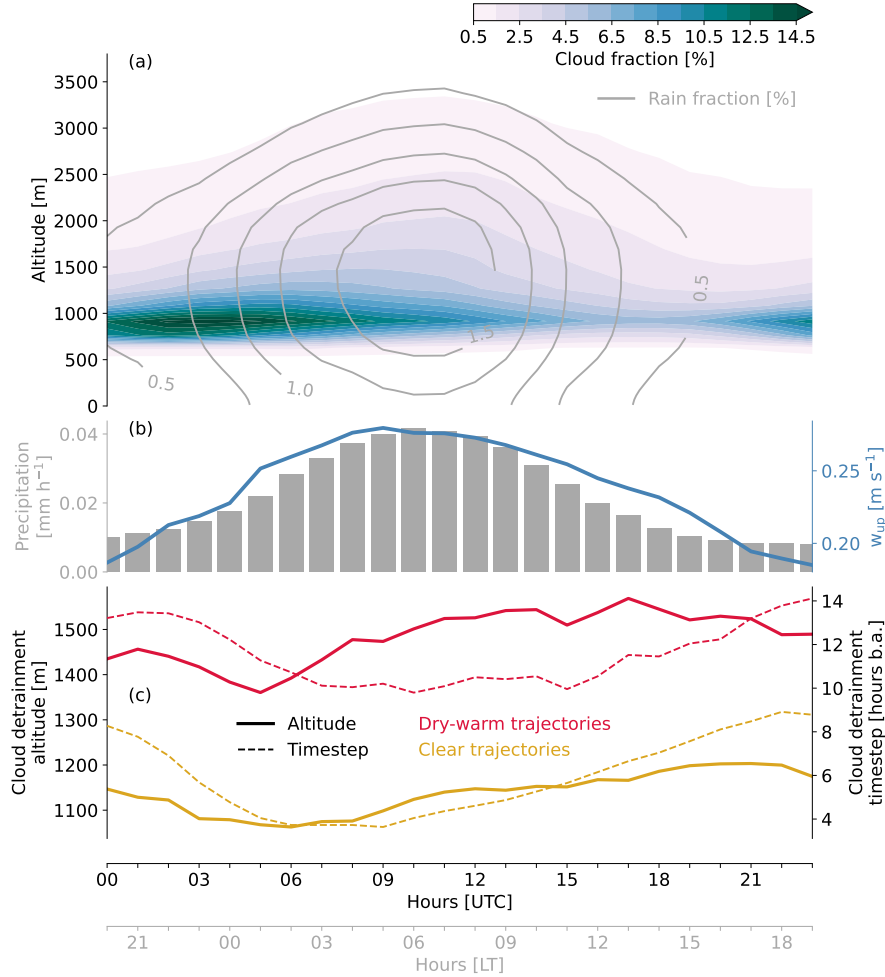 0.5 2.5 4.5 6.5 8.5 10.5 12.5 14.5
Cloud fraction [%]
(a)
Rain fraction [%]
3500
3000
2500
2000
1500
1000
500
0
Altitude [m]
0.5
1.0
1.5
0.5
(b)
0.04
0.02
0.00
Precipitation
[mm h⁻¹]
0.25
0.20
w_up [m s⁻¹]
1500
1400
1300
1200
1100
Cloud detrainment
altitude [m]
14
12
10
8
6
4
Cloud detrainment
timestep [hours b.a.]
(c)
Altitude Dry-warm trajectories
Timestep Clear trajectories
00 03 06 09 12 15 18 21
Hours [UTC]
21 00 03 06 09 12 15 18
Hours [LT]